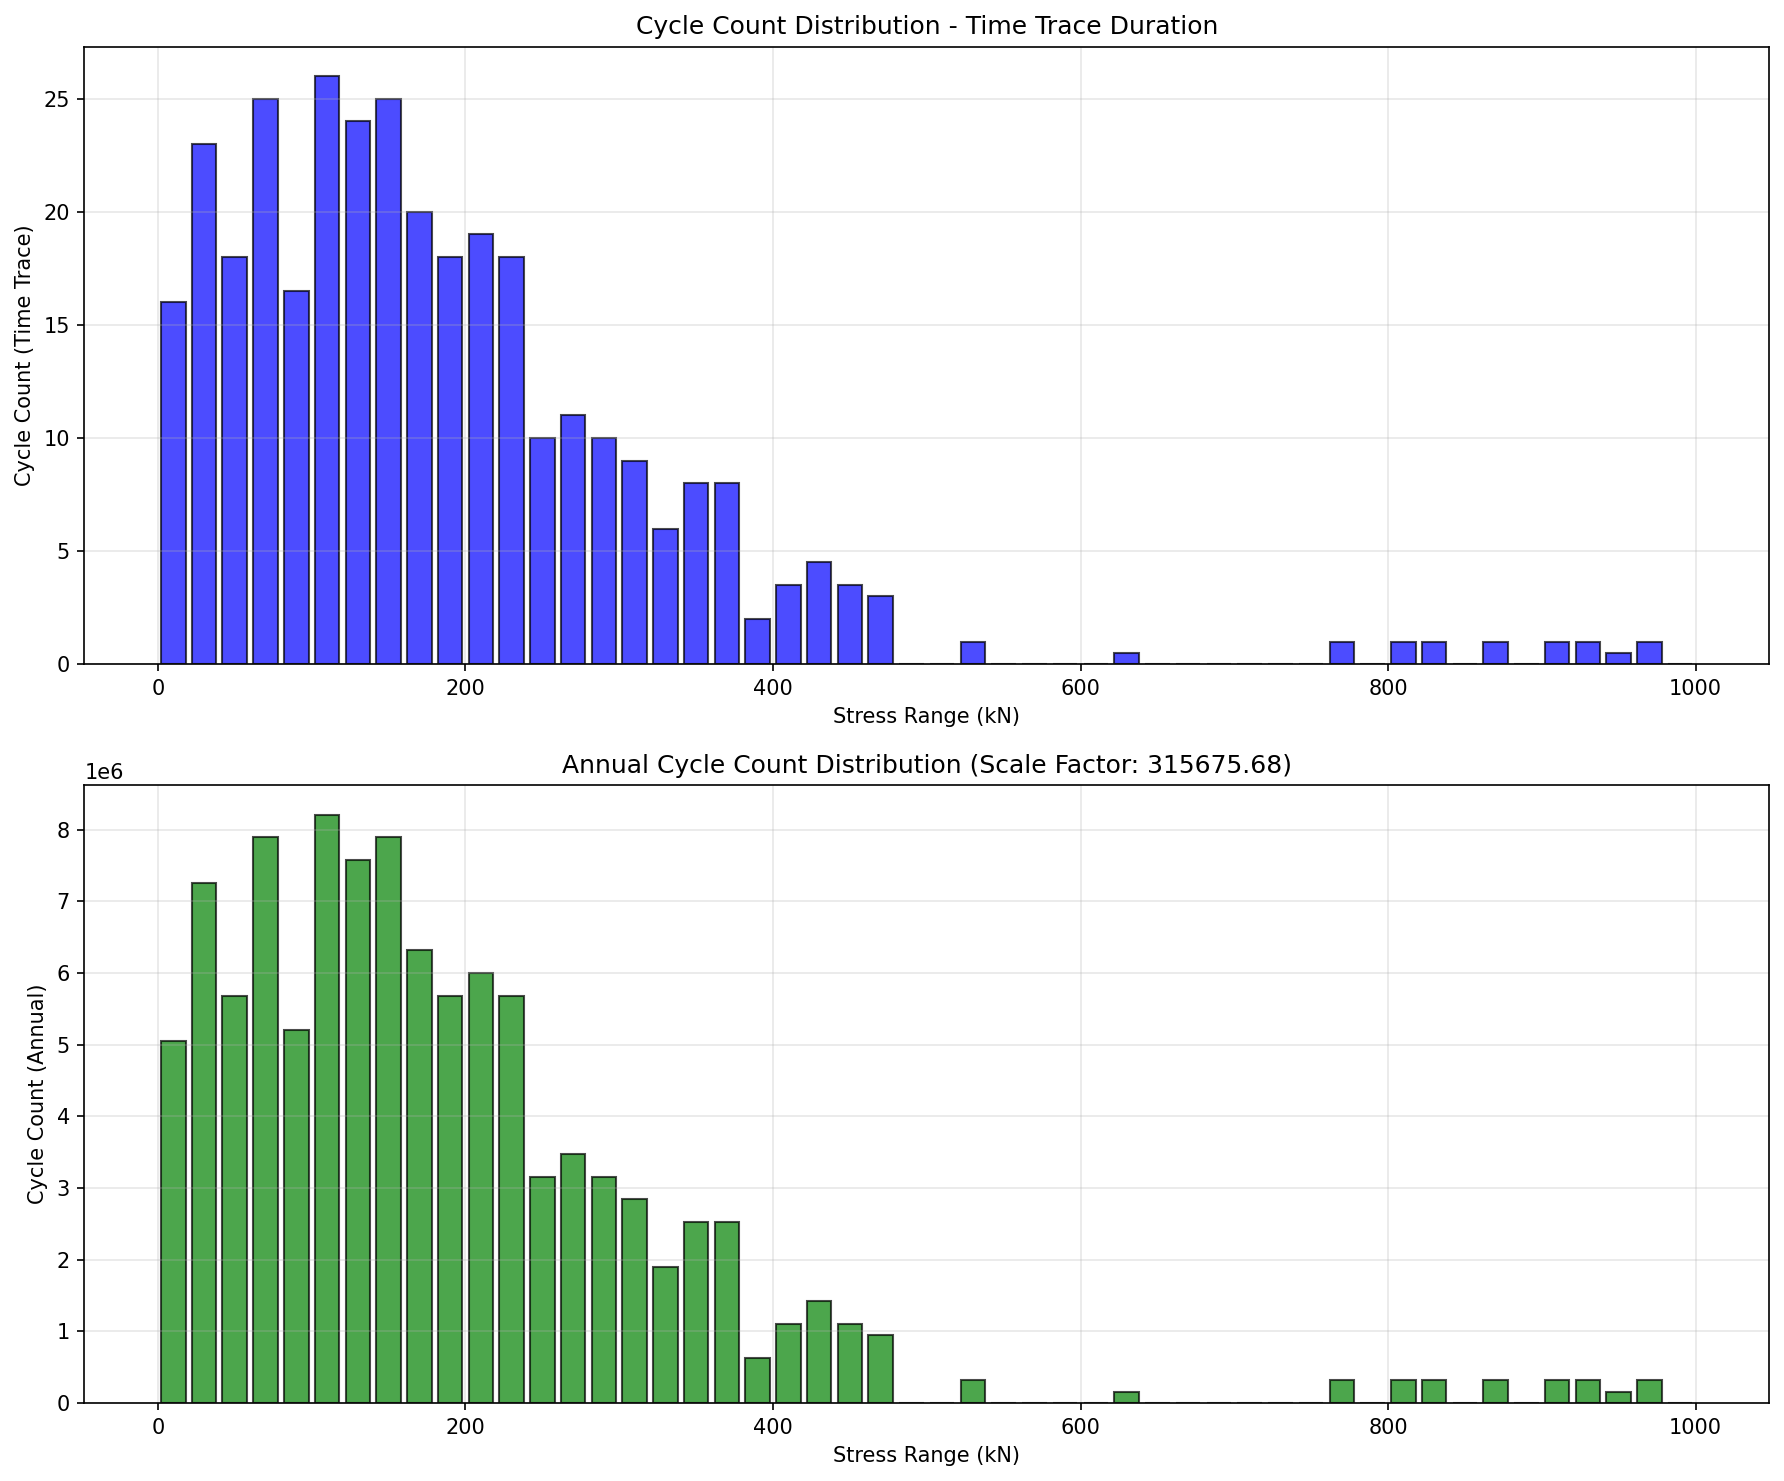 Cycle Count Distribution - Time Trace Duration
25
20
15
10
5
0
Cycle Count (Time Trace)
0 200 400 600 800 1000
Stress Range (kN)
Annual Cycle Count Distribution (Scale Factor: 315675.68)
1e6
8
7
6
5
4
3
2
1
0
Cycle Count (Annual)
0 200 400 600 800 1000
Stress Range (kN)